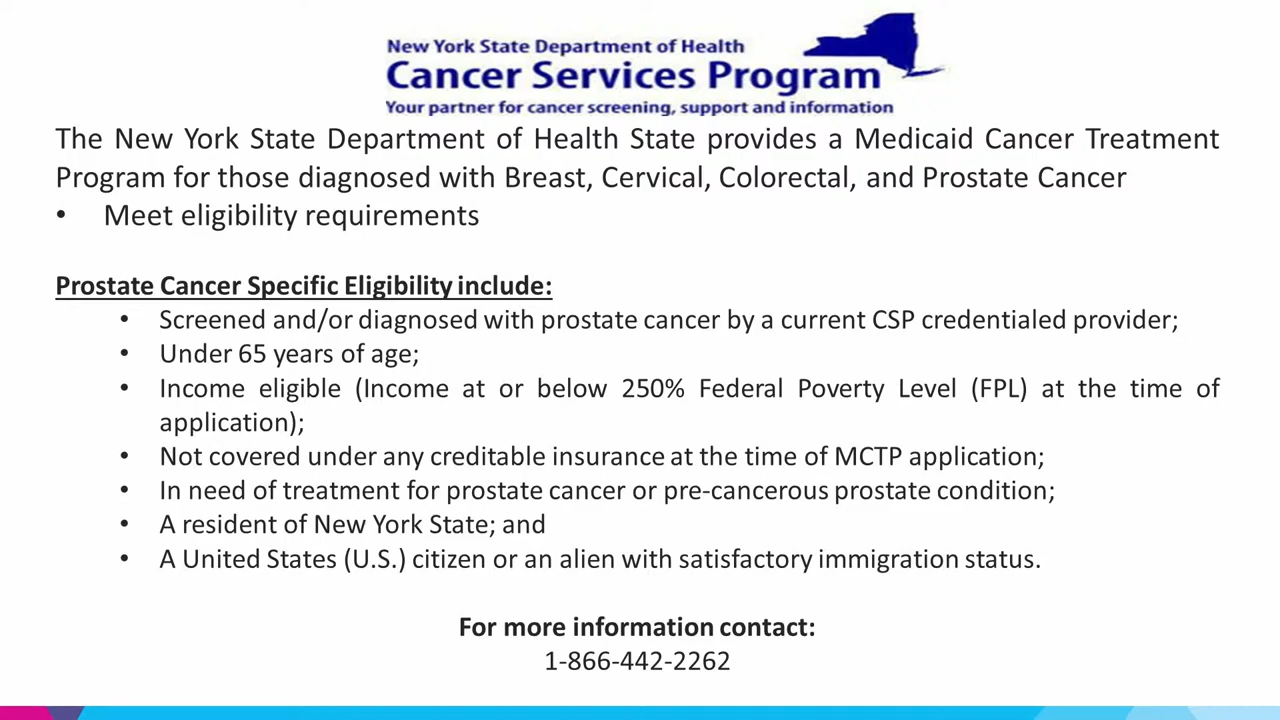 New York State Department of Health
Cancer Services Program
Your partner for cancer screening, support and information
The New York State Department of Health State provides a Medicaid Cancer Treatment
Program for those diagnosed with Breast, Cervical, Colorectal, and Prostate Cancer
• Meet eligibility requirements
Prostate Cancer Specific Eligibility include:
• Screened and/or diagnosed with prostate cancer by a current CSP credentialed provider;
• Under 65 years of age;
• Income eligible (Income at or below 250% Federal Poverty Level (FPL) at the time of
application);
• Not covered under any creditable insurance at the time of MCTP application;
• In need of treatment for prostate cancer or pre-cancerous prostate condition;
• A resident of New York State; and
• A United States (U.S.) citizen or an alien with satisfactory immigration status.
For more information contact:
1-866-442-2262